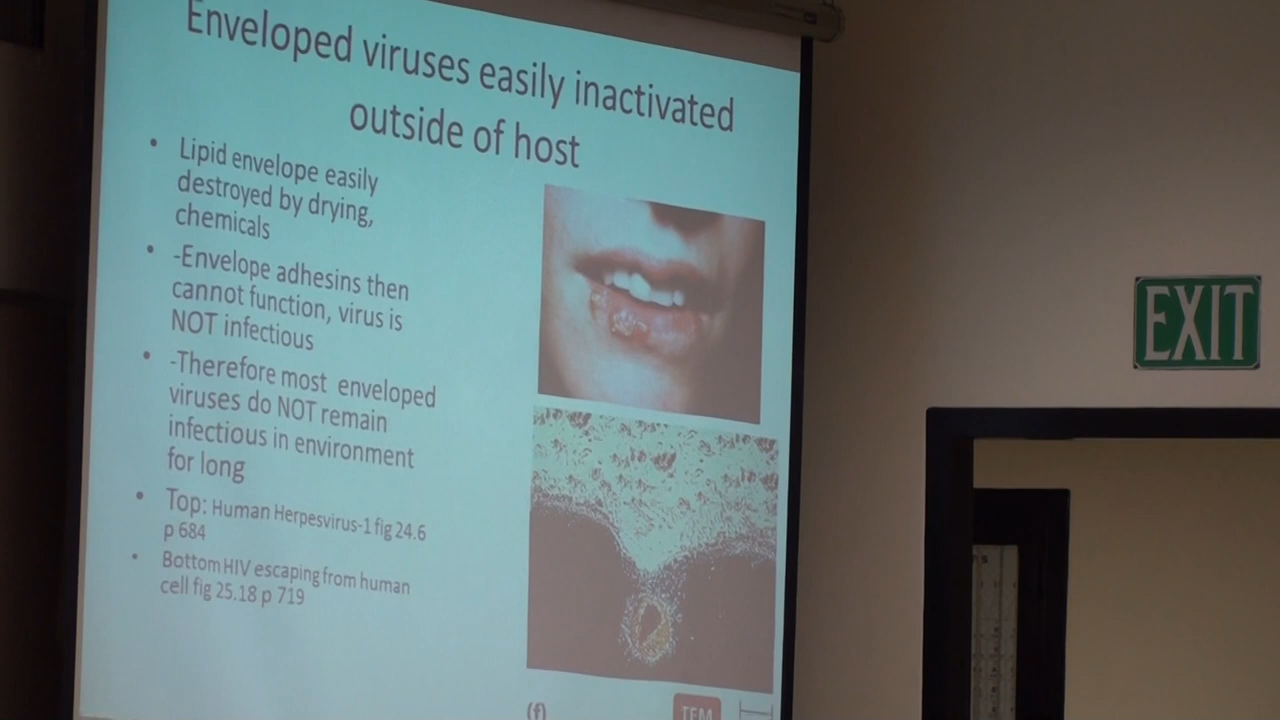 Enveloped viruses easily inactivated
outside of host
• Lipid envelope easily
destroyed by drying,
chemicals
• -Envelope adhesins then
cannot function, virus is
NOT infectious
• -Therefore most enveloped
viruses do NOT remain
infectious in environment
for long
• Top: Human Herpesvirus-1 fig 24.6
p 684
• Bottom HIV escaping from human
cell fig 25.18 p 719
(f)
TEM
EXIT